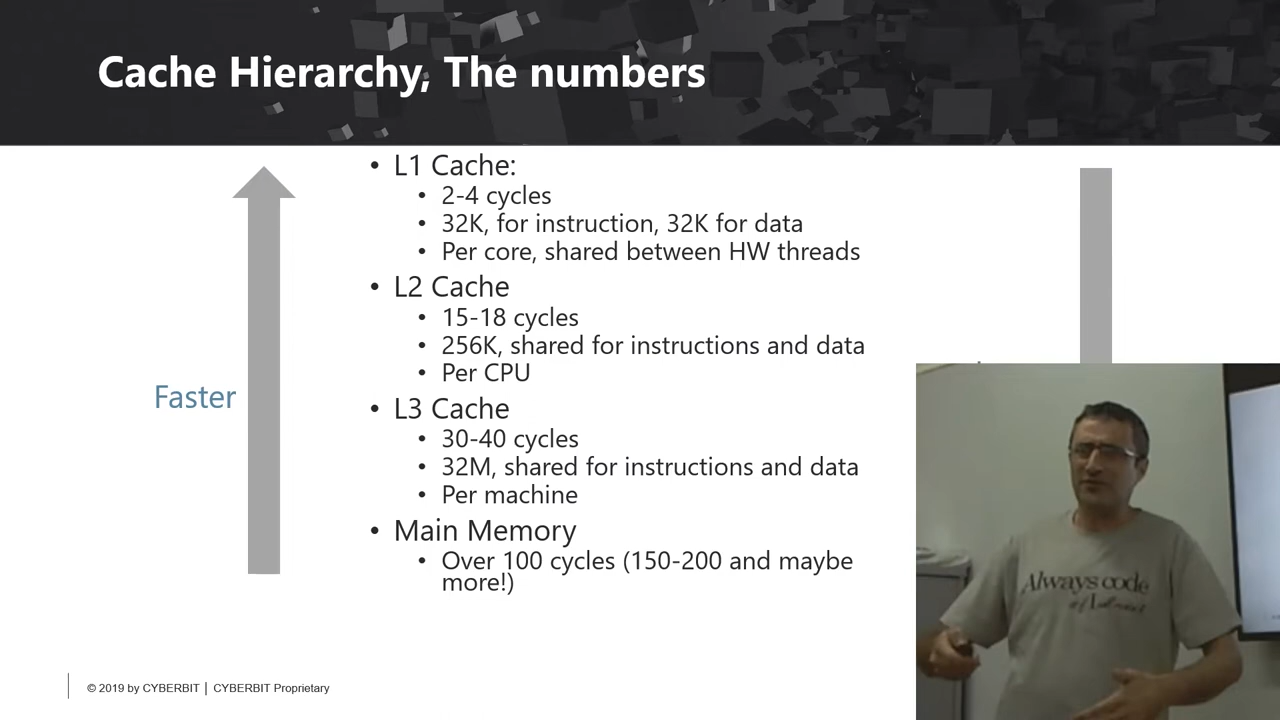 Cache Hierarchy, The numbers
• L1 Cache:
• 2-4 cycles
• 32K, for instruction, 32K for data
• Per core, shared between HW threads
• L2 Cache
• 15-18 cycles
• 256K, shared for instructions and data
• Per CPU
Faster
• L3 Cache
• 30-40 cycles
• 32M, shared for instructions and data
• Per machine
• Main Memory
• Over 100 cycles (150-200 and maybe
more!)
Always code
© 2019 by CYBERBIT | CYBERBIT Proprietary